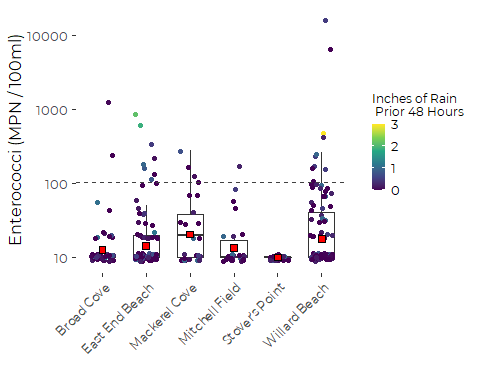 Enterococci (MPN / 100ml)
10000
1000
100
10
Broad Cove
East End Beach
Mackerel Cove
Mitchell Field
Stover's Point
Willard Beach
Inches of Rain
Prior 48 Hours
3
2
1
0